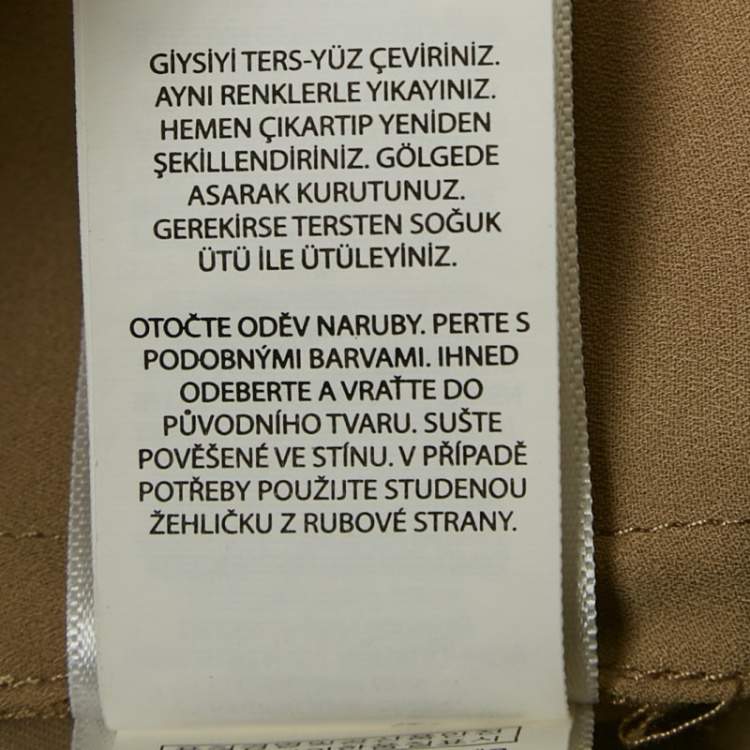 GİYSİYİ TERS-YÜZ ÇEVİRİNİZ.
AYNI RENKLERLE YIKAYINIZ.
HEMEN ÇIKARTIP YENİDEN
ŞEKİLLENDİRİNİZ. GÖLGEDE
ASARAK KURUTUNUZ.
GEREKİRSE TERSTEN SOĞUK
ÜTÜ İLE ÜTÜLEYİNİZ.
OTOČTE ODĚV NARUBY. PERTE S
PODOBNÝMI BARVAMI. IHNED
ODEBERTE A VRAŤTE DO
PŮVODNÍHO TVARU. SUŠTE
POVĚŠENÉ VE STÍNU. V PŘÍPADĚ
POTŘEBY POUŽIJTE STUDENOU
ŽEHLIČKU Z RUBOVÉ STRANY.